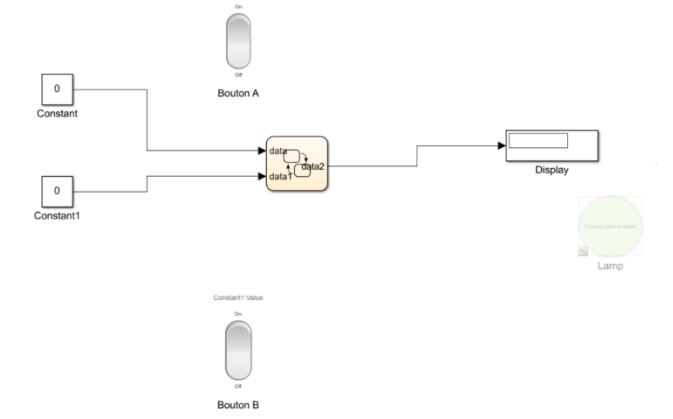 On
Off
Bouton A
0
Constant
data
data2
data1
Display
0
Constant1
Connection broken
Lamp
Constant1:Value
On
Off
Bouton B